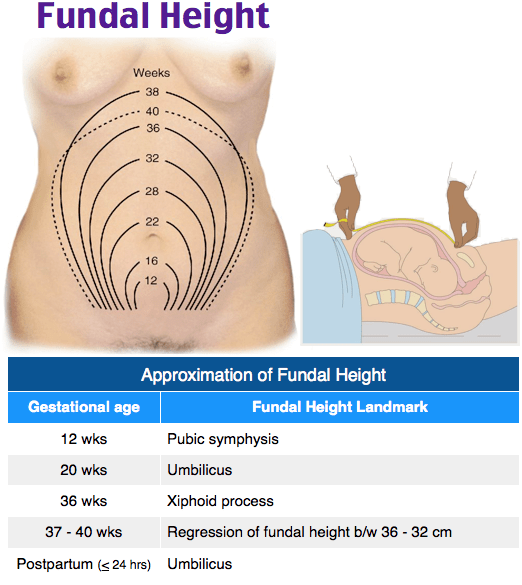 Fundal Height
Weeks
38
40
36
32
28
22
16
12
Approximation of Fundal Height
Gestational age Fundal Height Landmark
12 wks Pubic symphysis
20 wks Umbilicus
36 wks Xiphoid process
37 - 40 wks Regression of fundal height b/w 36 - 32 cm
Postpartum (≤ 24 hrs) Umbilicus